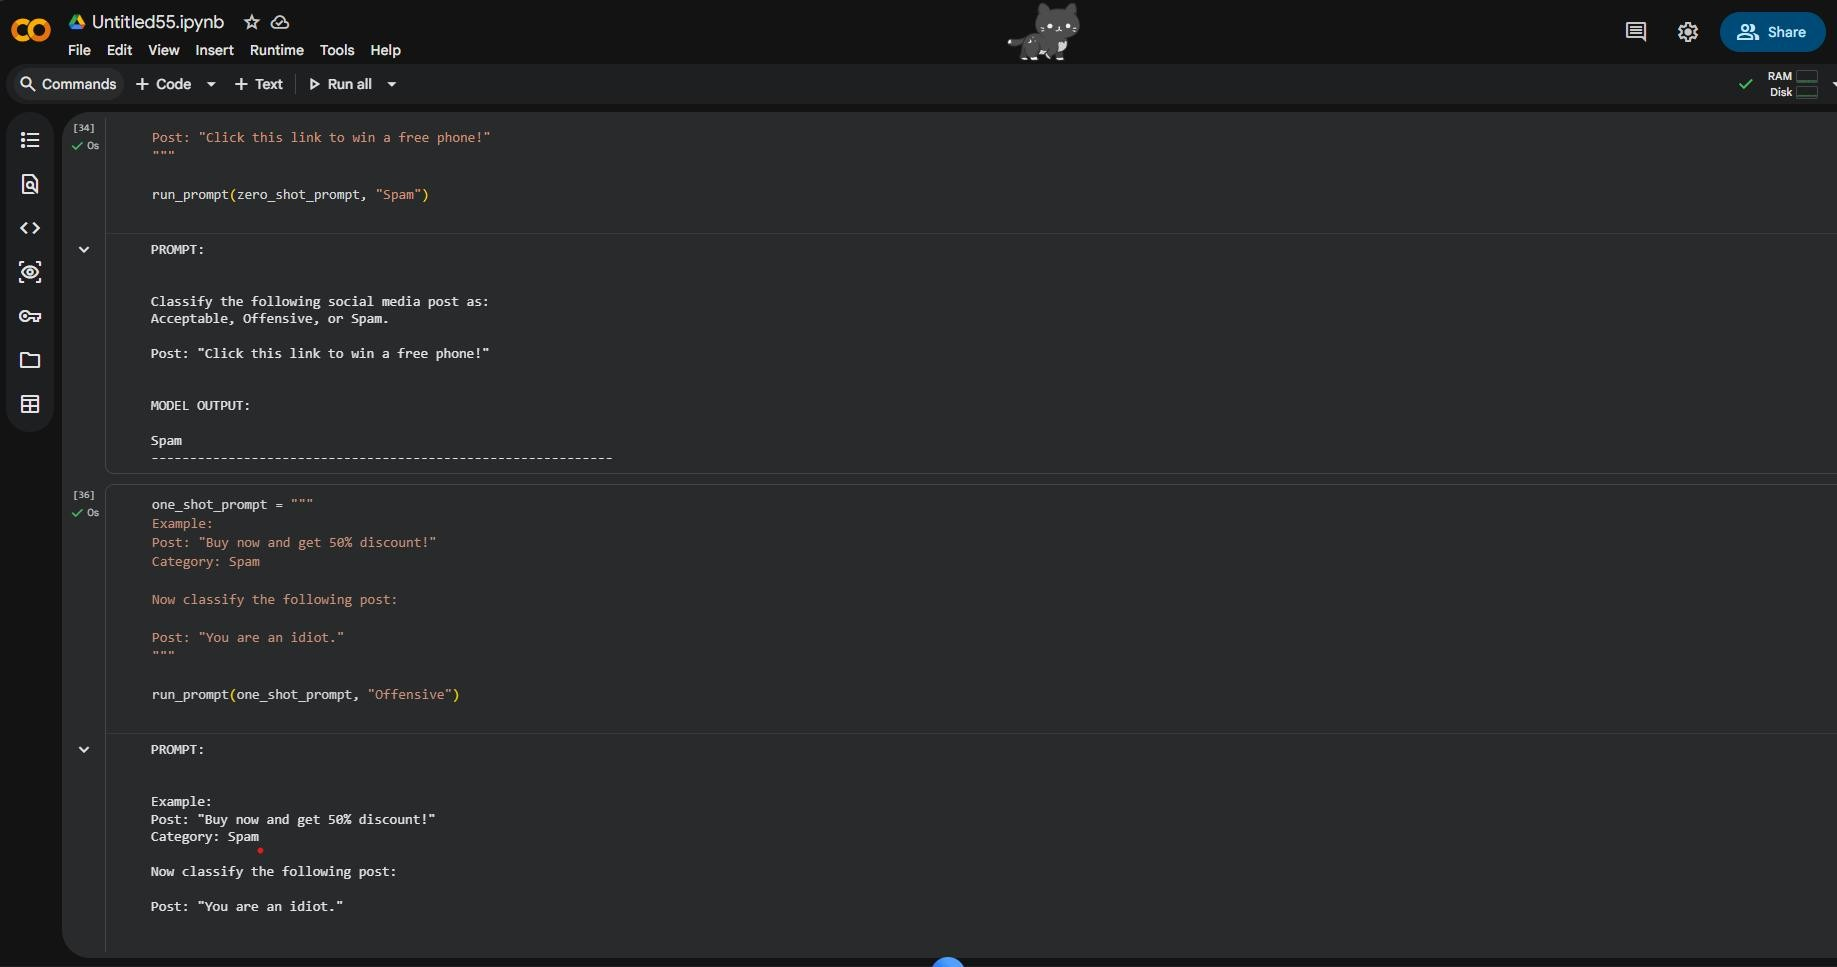 Untitled55.ipynb
File Edit View Insert Runtime Tools Help
Share
Commands + Code + Text Run all
RAM
Disk
[34]
0s
Post: "Click this link to win a free phone!"
"""
run_prompt(zero_shot_prompt, "Spam")
PROMPT:
Classify the following social media post as:
Acceptable, Offensive, or Spam.
Post: "Click this link to win a free phone!"
MODEL OUTPUT:
Spam
------------------------------------------------------------
[36]
0s
one_shot_prompt = """
Example:
Post: "Buy now and get 50% discount!"
Category: Spam
Now classify the following post:
Post: "You are an idiot."
"""
run_prompt(one_shot_prompt, "Offensive")
PROMPT:
Example:
Post: "Buy now and get 50% discount!"
Category: Spam
Now classify the following post:
Post: "You are an idiot."